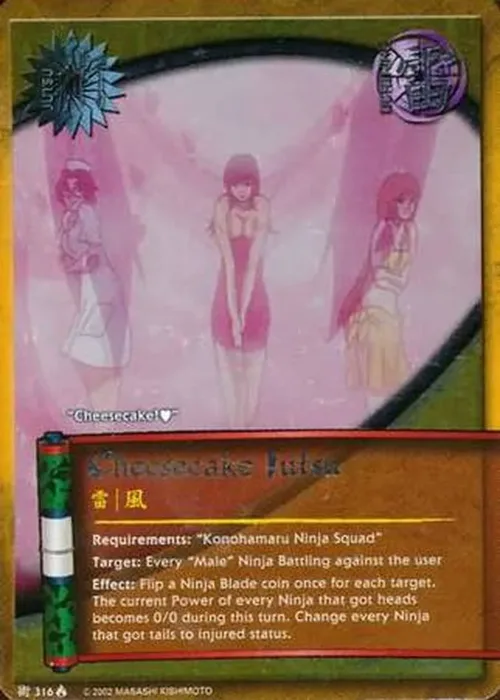 JUTSU
"Cheesecake!♥"
Cheesecake Jutsu
雷|風
Requirements: "Konohamaru Ninja Squad"
Target: Every "Male" Ninja Battling against the user
Effect: Flip a Ninja Blade coin once for each target.
The current Power of every Ninja that got heads
becomes 0/0 during this turn. Change every Ninja
that got tails to injured status.
術 316 © 2002 MASASHI KISHIMOTO